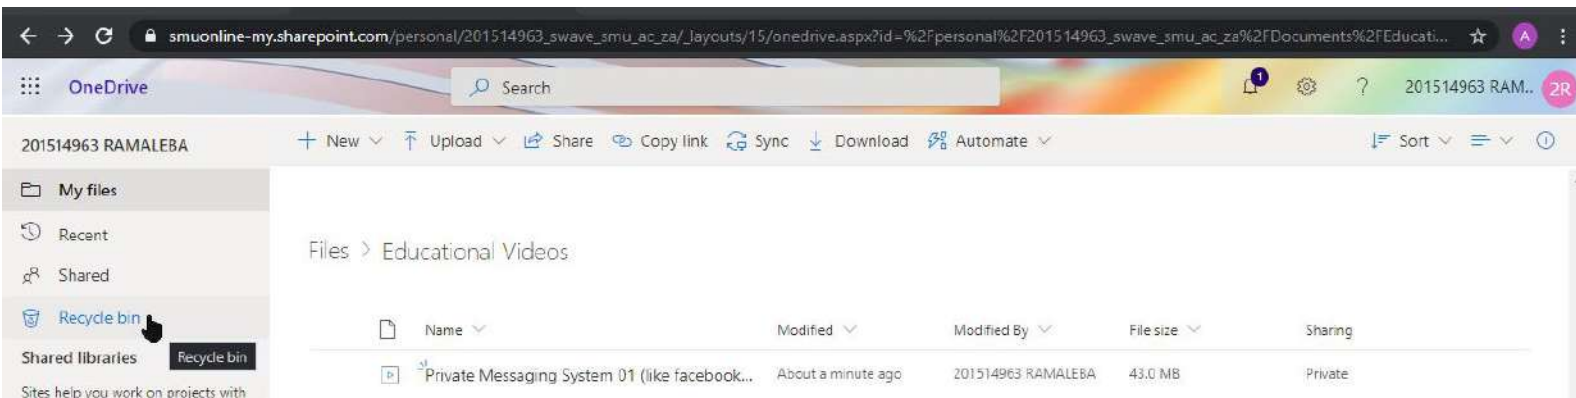 smuonline-my.sharepoint.com/personal/201514963_swave_smu_ac_za/_layouts/15/onedrive.aspx?id=%2Fpersonal%2F201514963_swave_smu_ac_za%2FDocuments%2FEducati... A
OneDrive Search 1 ? 201514963 RAM.. 2R
201514963 RAMALEBA + New Upload Share Copy link Sync Download Automate Sort
My files
Recent
Files > Educational Videos
Shared
Recycle bin
Name Modified Modified By File size Sharing
Shared libraries Recycle bin
Private Messaging System 01 (like facebook... About a minute ago 201514963 RAMALEBA 43.0 MB Private
Sites help you work on projects with